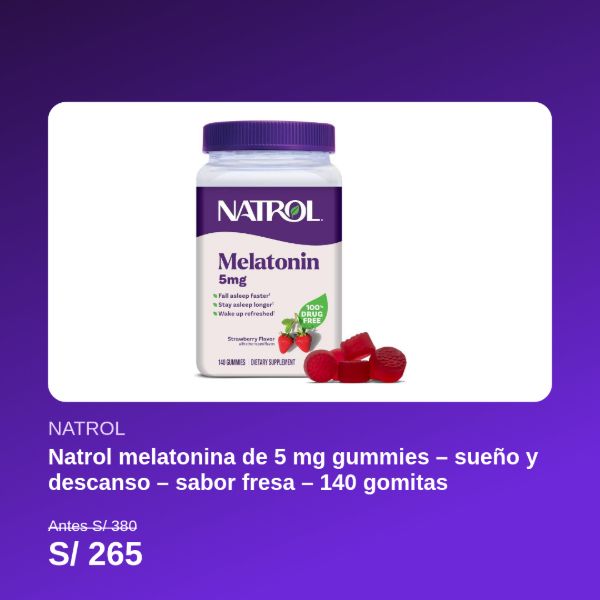 NATROL
Melatonin
5mg
Fall asleep faster†
Stay asleep longer†
Wake up refreshed†
100%
DRUG
FREE
Strawberry Flavor
140 GUMMIES DIETARY SUPPLEMENT
NATROL
Natrol melatonina de 5 mg gummies – sueño y
descanso – sabor fresa – 140 gomitas
Antes S/ 380
S/ 265